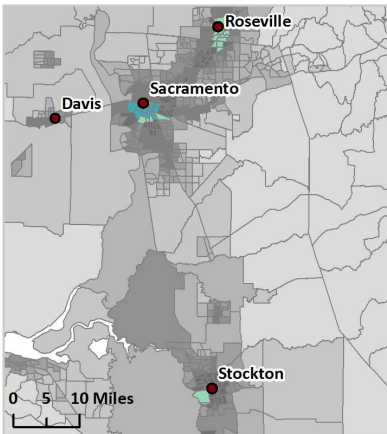 Roseville
Sacramento
Davis
Stockton
0 5 10 Miles